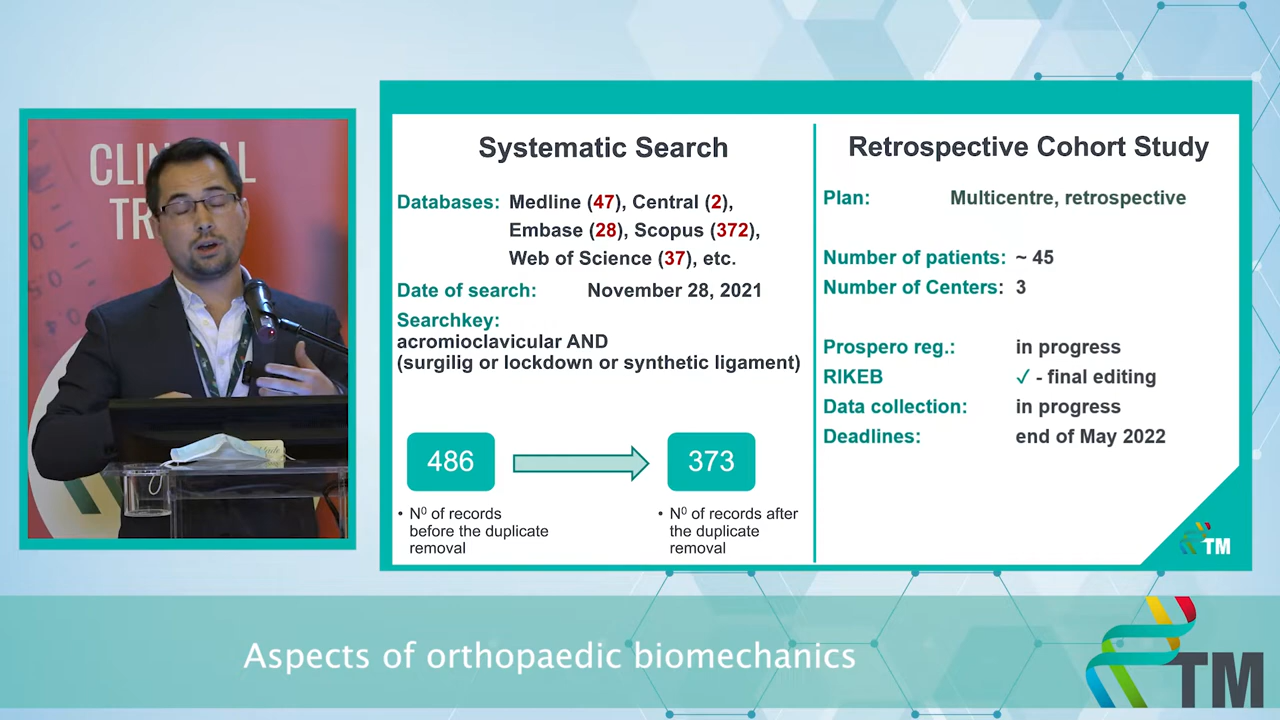 CLINICAL
TR
Systematic Search
Databases: Medline (47), Central (2),
Embase (28), Scopus (372),
Web of Science (37), etc.
Date of search: November 28, 2021
Searchkey:
acromioclavicular AND
(surgilig or lockdown or synthetic ligament)
486
373
• N⁰ of records
before the duplicate
removal
• N⁰ of records after
the duplicate
removal
Retrospective Cohort Study
Plan: Multicentre, retrospective
Number of patients: ~ 45
Number of Centers: 3
Prospero reg.: in progress
RIKEB ✓ - final editing
Data collection: in progress
Deadlines: end of May 2022
TM
Aspects of orthopaedic biomechanics
TM